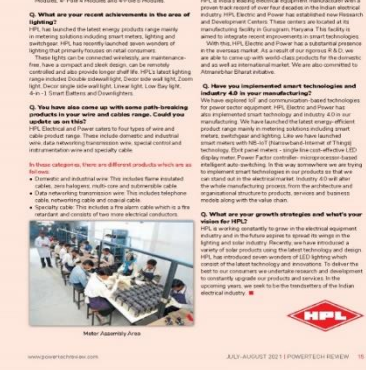 Q. What are your recent achievements in the area of
lighting?
HPL has launched the latest energy products range mainly
in metering solutions including smart meters, lighting and
switchgear. HPL has recently launched seven wonders of
lighting that primarily focuses on retail consumers.
These lights can be connected wirelessly, are maintenance-
free, have a compact and sleek design, can be remotely
controlled and also provide longer shelf life. HPL's latest lighting
range includes Double sidewall light, Decor side wall light, Zoom
light, Decor single side wall light, Linear light, Low Bay light,
4-in-1 Smart Battens and Downlighters.
Q. You have also come up with some path-breaking
products in your wire and cables range. Could you
update us on this?
HPL Electrical and Power caters to four types of wire and
cable product range. These include domestic and industrial
wire, data networking transmission wire, special control and
instrumentation wire and specialty cable.
In these categories, there are different products which are as
follows:
• Domestic and industrial wire: This includes flame insulated
cables, zero halogens, multi-core and submersible cable
• Data networking transmission wire: This includes telephone
cable, networking cable and coaxial cable.
• Specialty cable: This includes a fire alarm cable which is a fire
retardant and consists of two more electrical conductors.
Meter Assembly Area
www.powertechreview.com
proven track record of over four decades in the Indian electrical
industry. HPL Electric and Power has established new Research
and Development Centers. These centers are located at its
manufacturing facility in Gurugram, Haryana. This facility is
aimed to integrate recent improvements in smart technologies.
With this, HPL Electric and Power has a substantial presence
in the overseas market. As a result of our rigorous R & D, we
are able to come up with world-class products for the domestic
and as well as international market. We are also committed to
Atmanirbhar Bharat initiative.
Q. Have you implemented smart technologies and
industry 4.0 in your manufacturing?
We have explored IoT and communication-based technologies
for power sector equipment. HPL Electric and Power has
also implemented smart technology and industry 4.0 in our
manufacturing. We have launched the latest energy-efficient
product range mainly in metering solutions including smart
meters, switchgear and lighting. Like we have launched
smart meters with NB-IoT (Narrow-band Internet of Things)
display meter, Power Factor controller- microprocessor-based
intelligent auto-switching. In this way somewhere we are trying
to implement smart technologies in our products so that we
can stand out in the electrical market. Industry 4.0 will alter
the whole manufacturing process, from the architecture and
organisational structure to products, services and business
models along with the value chain.
Q. What are your growth strategies and what's your
vision for HPL?
HPL is working constantly to grow in the electrical equipment
industry and in the future aspires to spread its wings in the
lighting and solar industry. Recently, we have introduced a
variety of solar products using the latest technology and design.
HPL has introduced seven wonders of LED lighting which
consist of the latest technology and innovations. To deliver the
best to our consumers we undertake research and development
to constantly upgrade our products and services. In the
upcoming years, we seek to be the trendsetters of the Indian
electrical industry.
HPL
JULY-AUGUST 2021 | POWERTECH REVIEW 15